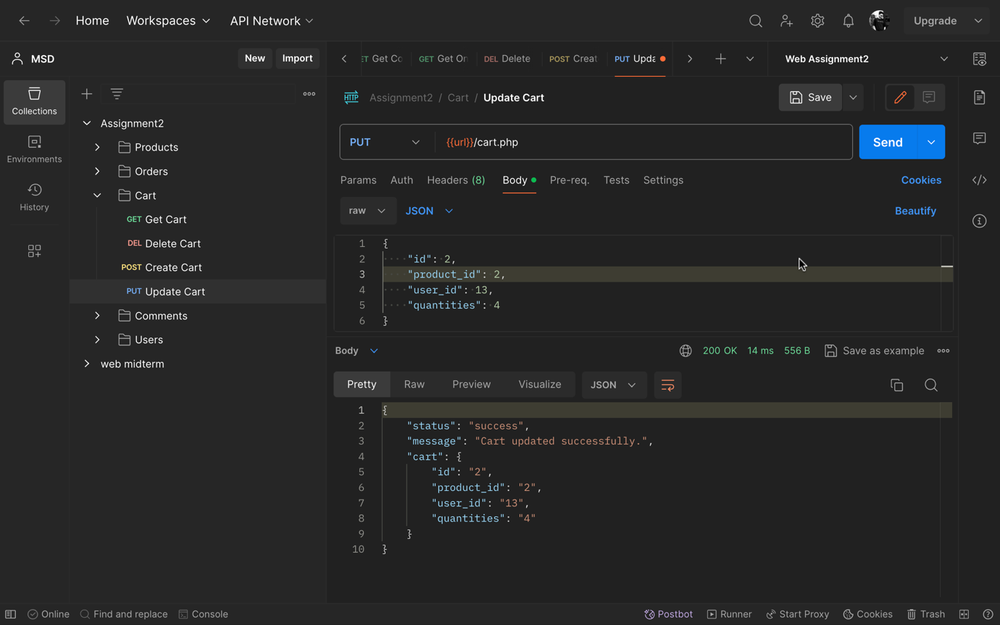 Home Workspaces API Network Upgrade
MSD New Import
GET Get Or DEL Delete POST Creat PUT Upda Web Assignment2
Collections
Environments
History
Assignment2
Products
Orders
Cart
GET Get Cart
DEL Delete Cart
POST Create Cart
PUT Update Cart
Comments
Users
web midterm
HTTP Assignment2 / Cart / Update Cart Save
PUT {{url}}/cart.php Send
Params Auth Headers (8) Body Pre-req. Tests Settings Cookies
raw JSON Beautify
1 {
2 "id": 2,
3 "product_id": 2,
4 "user_id": 13,
5 "quantities": 4
6 }
Body 200 OK 14 ms 556 B Save as example
Pretty Raw Preview Visualize JSON
1 {
2 "status": "success",
3 "message": "Cart updated successfully.",
4 "cart": {
5 "id": "2",
6 "product_id": "2",
7 "user_id": "13",
8 "quantities": "4"
9 }
10 }
Online Find and replace Console Postbot Runner Start Proxy Cookies Trash